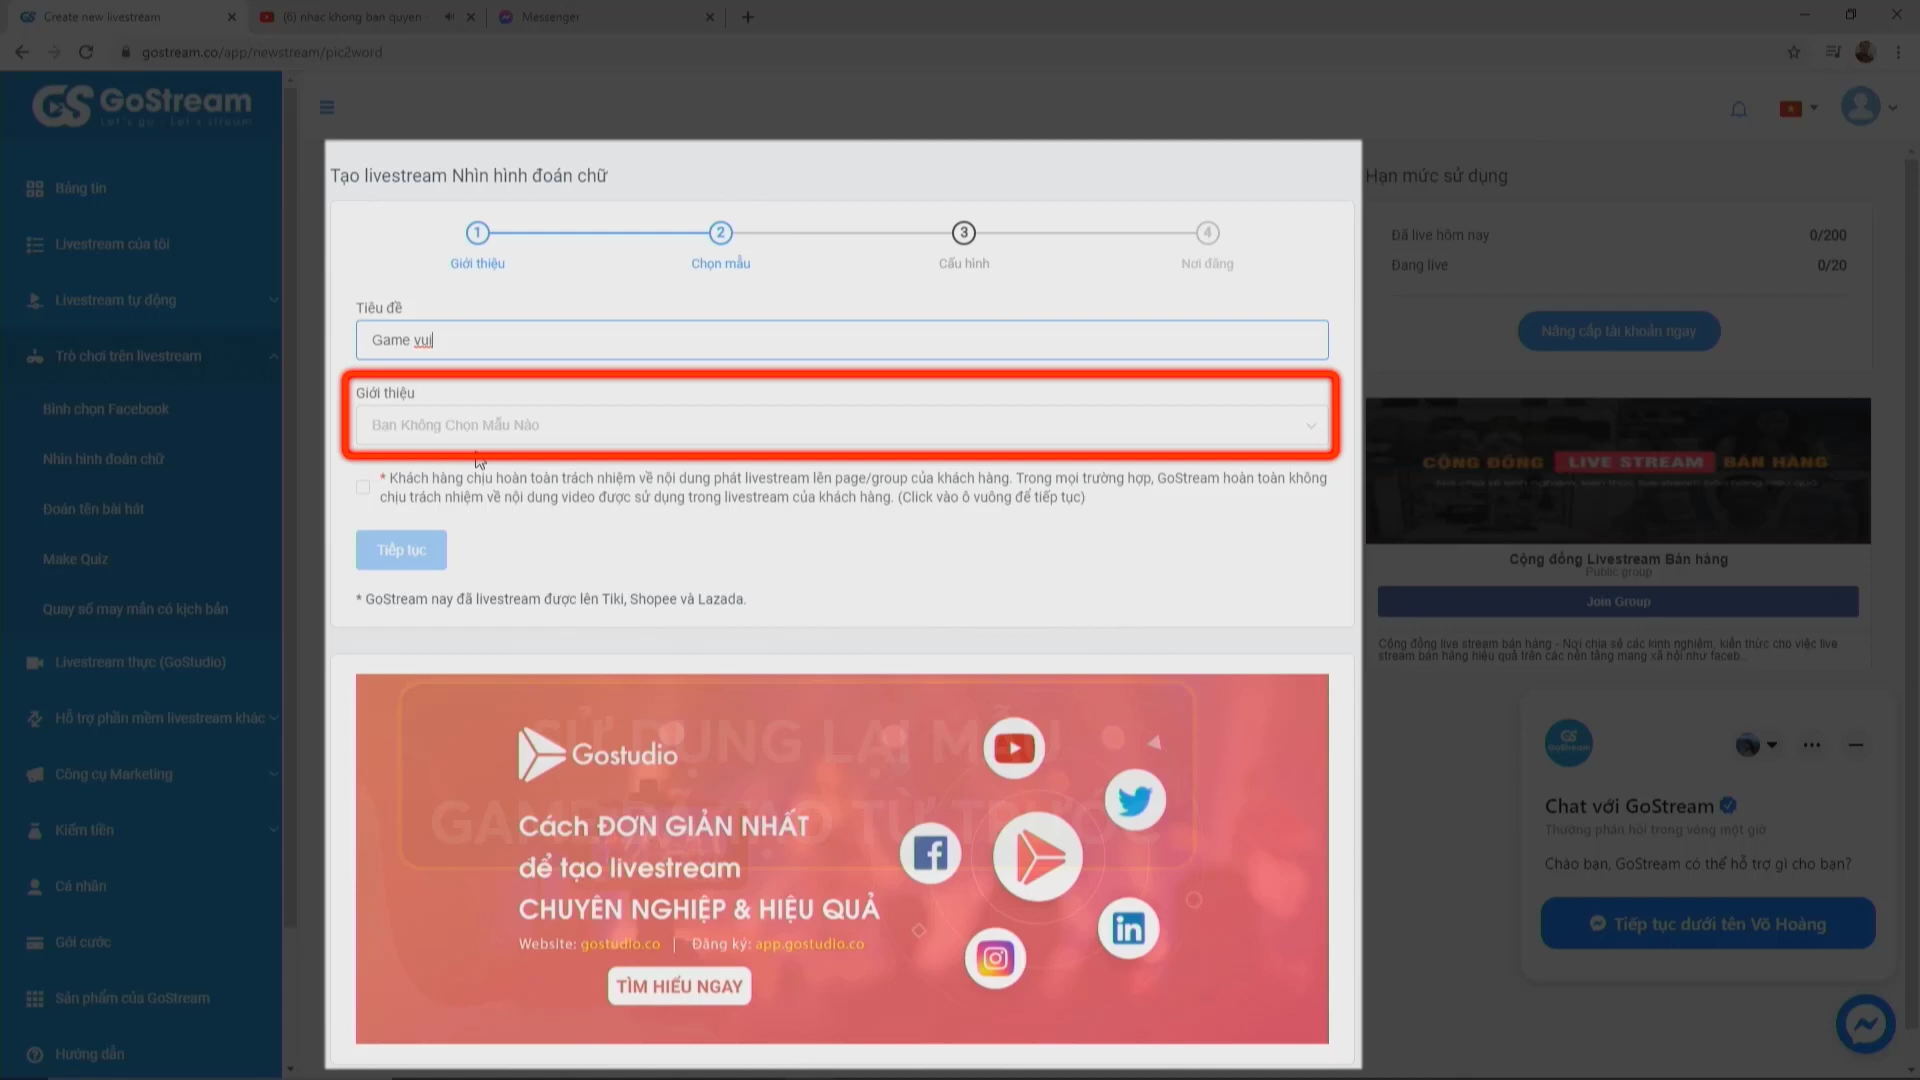 Create new livestream
(6) nhac khong ban quyen
Messenger
gostream.co/app/newstream/pic2word
GS GoStream
Let's go - Let's stream
Bảng tin
Livestream của tôi
Livestream tự động
Trò chơi trên livestream
Bình chọn Facebook
Nhìn hình đoán chữ
Đoán tên bài hát
Make Quiz
Quay số may mắn có kịch bản
Livestream thực (GoStudio)
Hỗ trợ phần mềm livestream khác
Công cụ Marketing
Kiếm tiền
Cá nhân
Gói cước
Sản phẩm của GoStream
Hướng dẫn
Tạo livestream Nhìn hình đoán chữ
1
2
3
4
Giới thiệu
Chọn mẫu
Cấu hình
Nơi đăng
Tiêu đề
Game vui
Giới thiệu
Bạn Không Chọn Mẫu Nào
* Khách hàng chịu hoàn toàn trách nhiệm về nội dung phát livestream lên page/group của khách hàng. Trong mọi trường hợp, GoStream hoàn toàn không
chịu trách nhiệm về nội dung video được sử dụng trong livestream của khách hàng. (Click vào ô vuông để tiếp tục)
Tiếp tục
* GoStream nay đã livestream được lên Tiki, Shopee và Lazada.
SỬ DỤNG LẠI MẪU
GAME ĐÃ TẠO TỪ TRƯỚC
Gostudio
Cách ĐƠN GIẢN NHẤT
để tạo livestream
CHUYÊN NGHIỆP & HIỆU QUẢ
Website: gostudio.co | Đăng ký: app.gostudio.co
TÌM HIỂU NGAY
Hạn mức sử dụng
Đã live hôm nay 0/200
Đang live 0/20
Nâng cấp tài khoản ngay
CỘNG ĐỒNG LIVE STREAM BÁN HÀNG
Cộng đồng Livestream Bán hàng
Public group
Join Group
Cộng đồng live stream bán hàng - Nơi chia sẻ các kinh nghiệm, kiến thức cho việc live
stream bán hàng hiệu quả trên các nền tảng mạng xã hội như faceb...
GS
GoStream
Chat với GoStream
Thường phản hồi trong vòng một giờ
Chào bạn, GoStream có thể hỗ trợ gì cho bạn?
Tiếp tục dưới tên Võ Hoàng